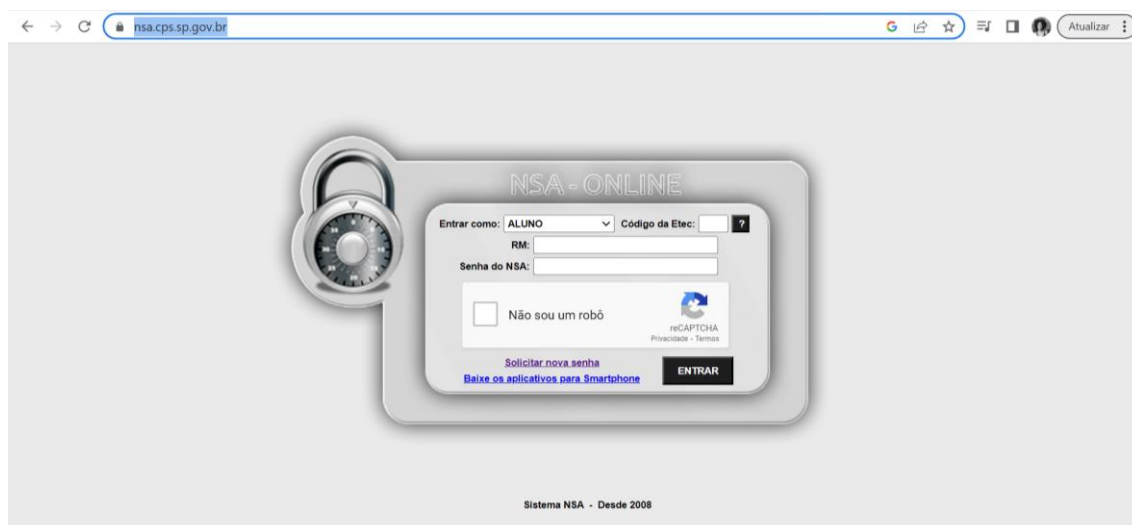 nsa.cps.sp.gov.br
Atualizar
NSA - ONLINE
Entrar como: ALUNO Código da Etec: ?
RM:
Senha do NSA:
Não sou um robô
reCAPTCHA
Privacidade - Termos
Solicitar nova senha
Baixe os aplicativos para Smartphone
ENTRAR
Sistema NSA - Desde 2008